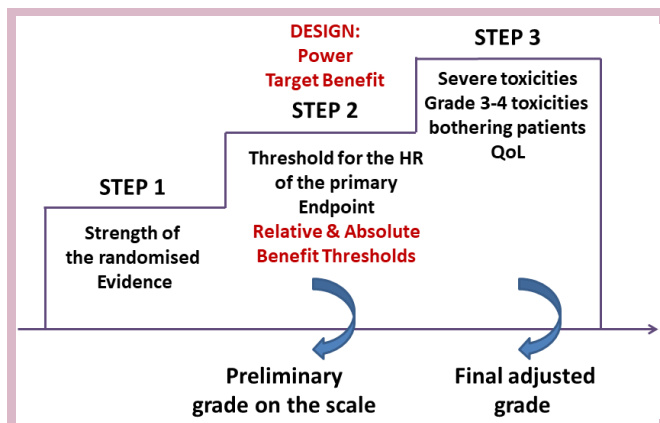 DESIGN:
Power
Target Benefit
STEP 3
Severe toxicities
Grade 3-4 toxicities
bothering patients
QoL
STEP 2
Threshold for the HR
of the primary
Endpoint
Relative & Absolute
Benefit Thresholds
STEP 1
Strength of
the randomised
Evidence
Preliminary
grade on the scale
Final adjusted
grade